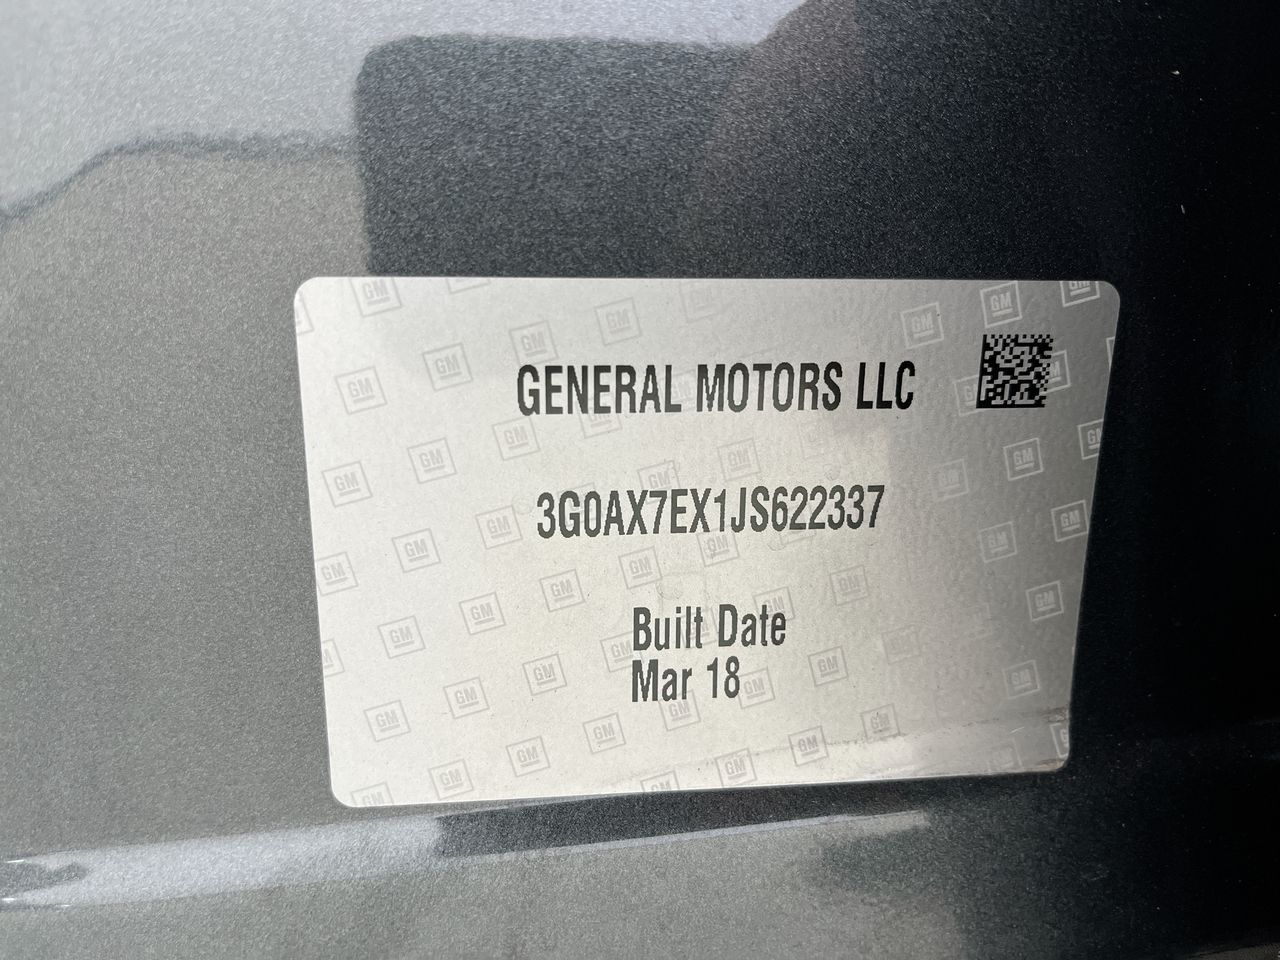 GENERAL MOTORS LLC
3G0AX7EX1JS622337
Built Date
Mar 18